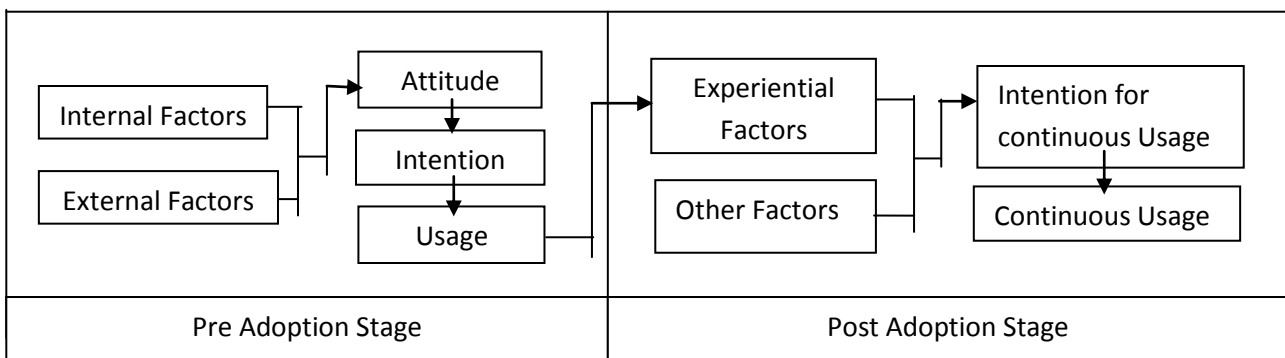 Internal Factors
External Factors
Attitude
Intention
Usage
Experiential
Factors
Other Factors
Intention for
continuous Usage
Continuous Usage
Pre Adoption Stage
Post Adoption Stage